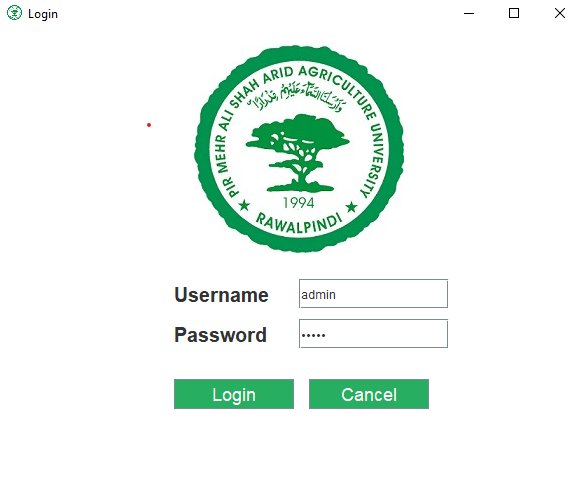 Login
PIR MEHR ALI SHAH ARID AGRICULTURE UNIVERSITY
1994
★ RAWALPINDI ★
Username
admin
Password
•••••
Login
Cancel